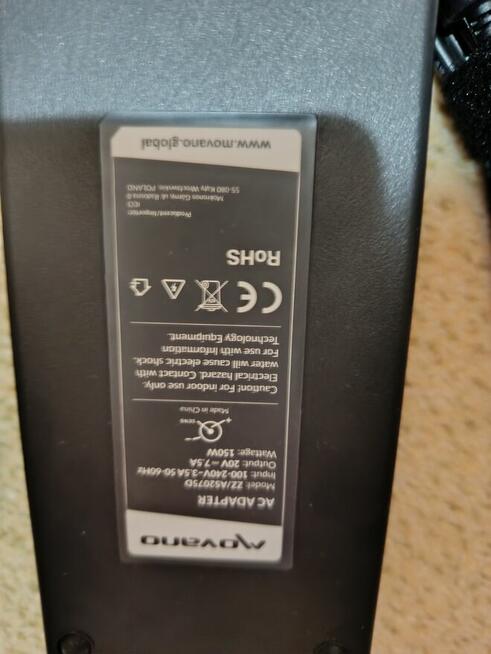 movano
AC ADAPTER
Model: ZZ/AS20075D
Input: 100-240V~3.5A 50-60Hz
Output: 20V⎓7.5A
Wattage: 150W
Made in China
Caution! For indoor use only.
Electrical hazard. Contact with
water will cause electric shock.
For use with Information
Technology Equipment.
CE
RoHS
Producent/Importer:
55-080 Kąty Wrocławskie, POLAND
www.movano.global